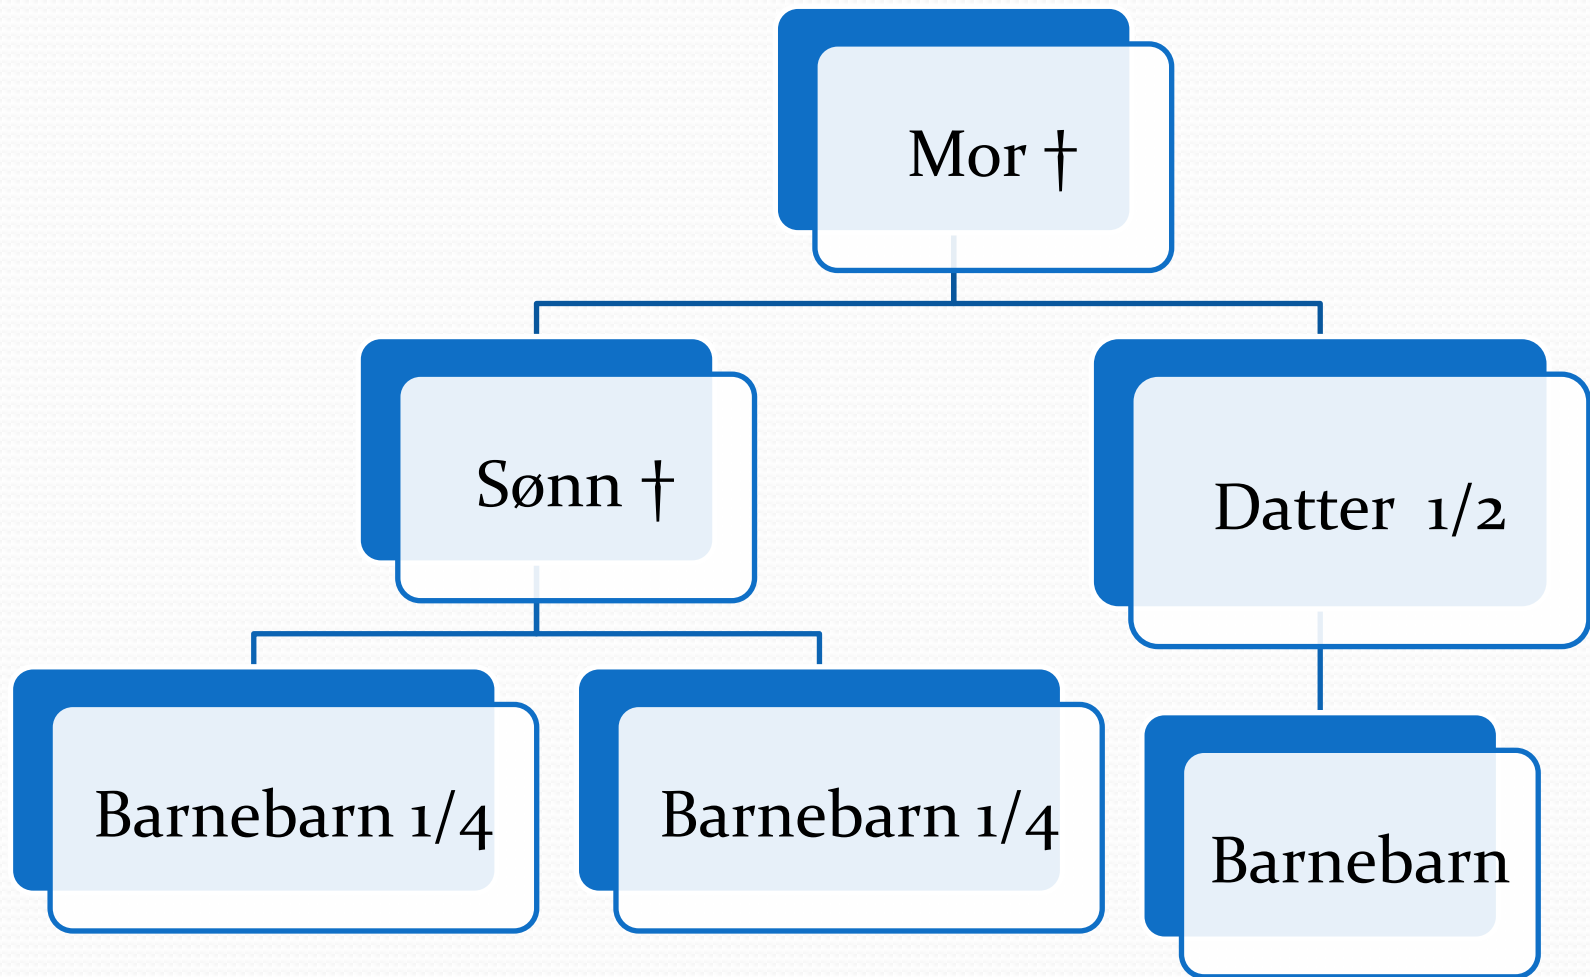 Mor †
Sønn †
Datter 1/2
Barnebarn 1/4
Barnebarn 1/4
Barnebarn